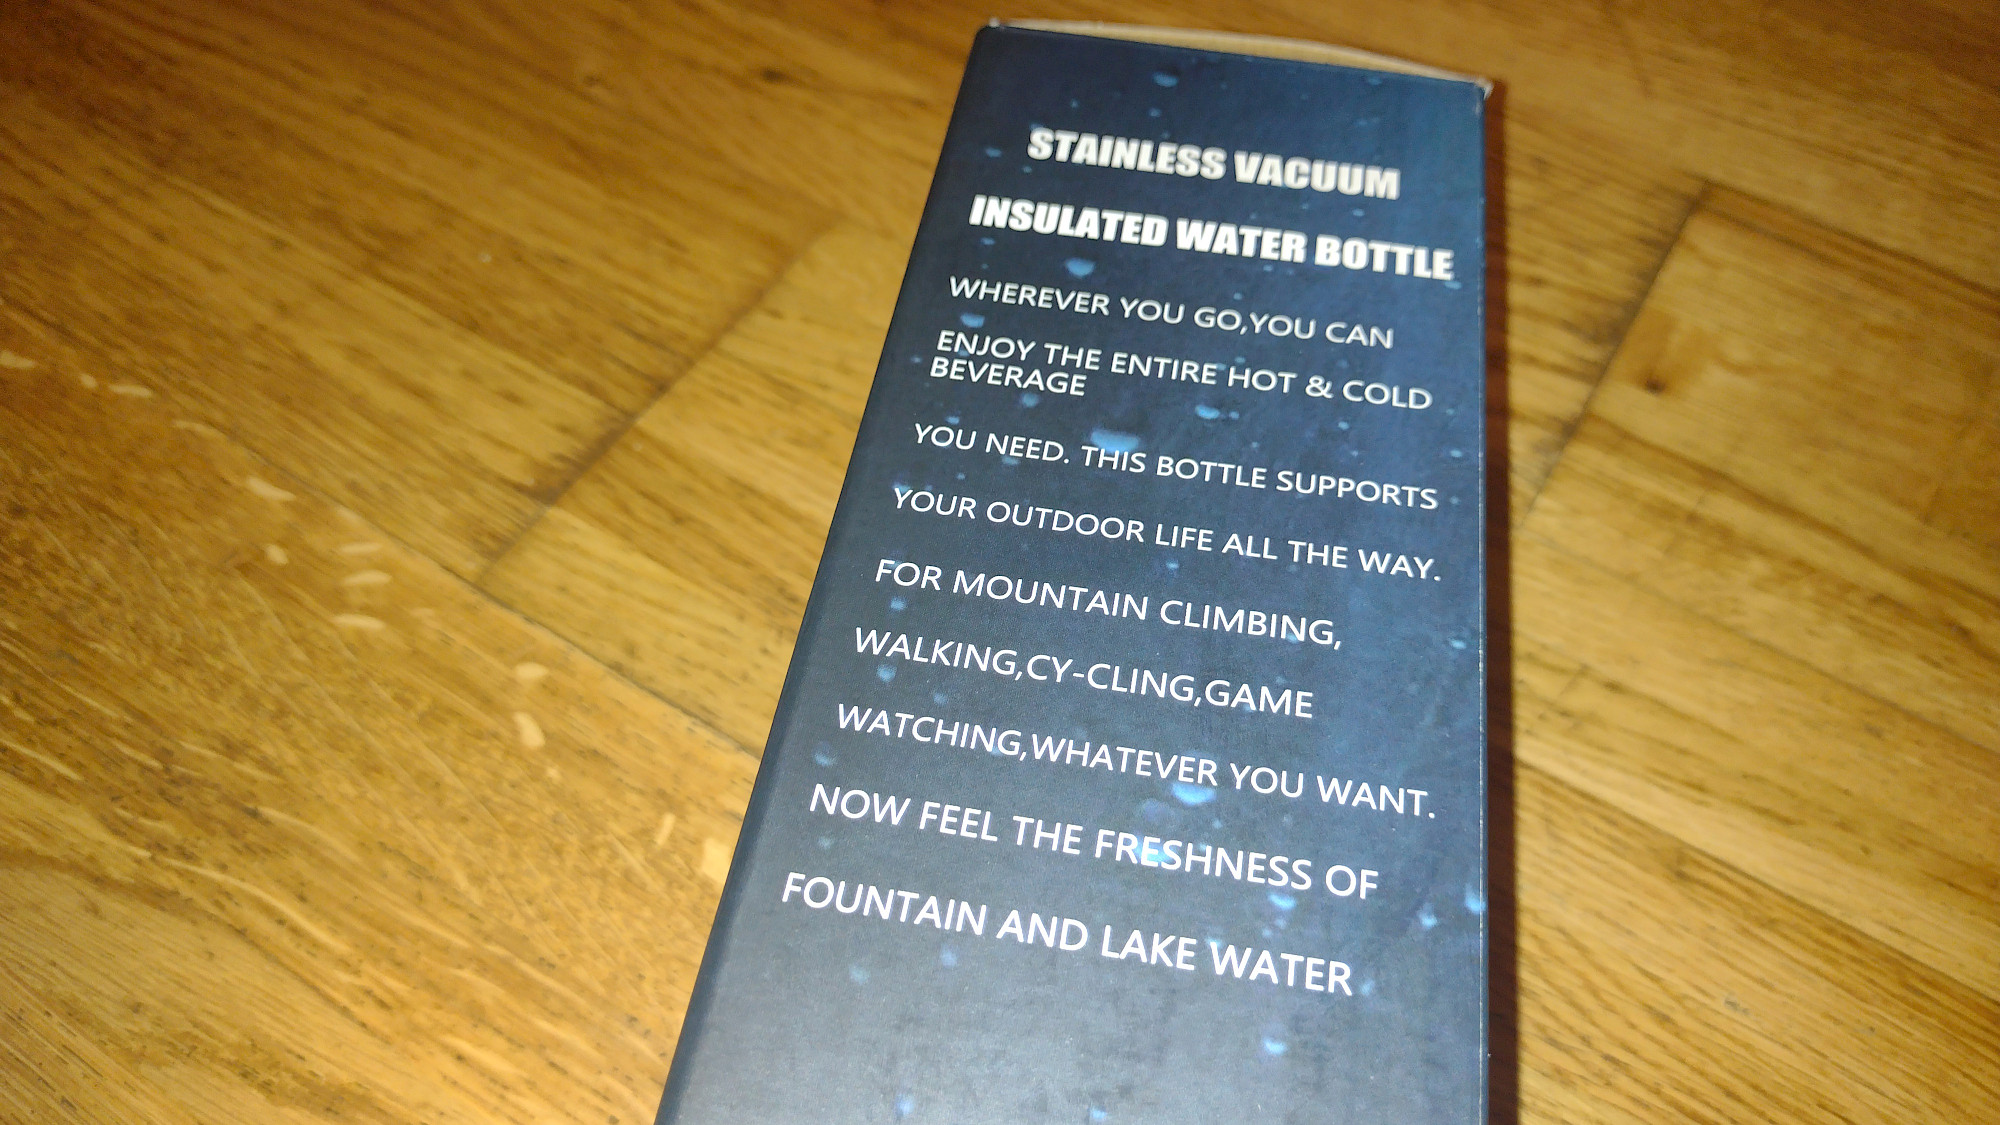 STAINLESS VACUUM
INSULATED WATER BOTTLE
WHEREVER YOU GO,YOU CAN
ENJOY THE ENTIRE HOT & COLD
BEVERAGE
YOU NEED. THIS BOTTLE SUPPORTS
YOUR OUTDOOR LIFE ALL THE WAY.
FOR MOUNTAIN CLIMBING,
WALKING,CY-CLING,GAME
WATCHING,WHATEVER YOU WANT.
NOW FEEL THE FRESHNESS OF
FOUNTAIN AND LAKE WATER